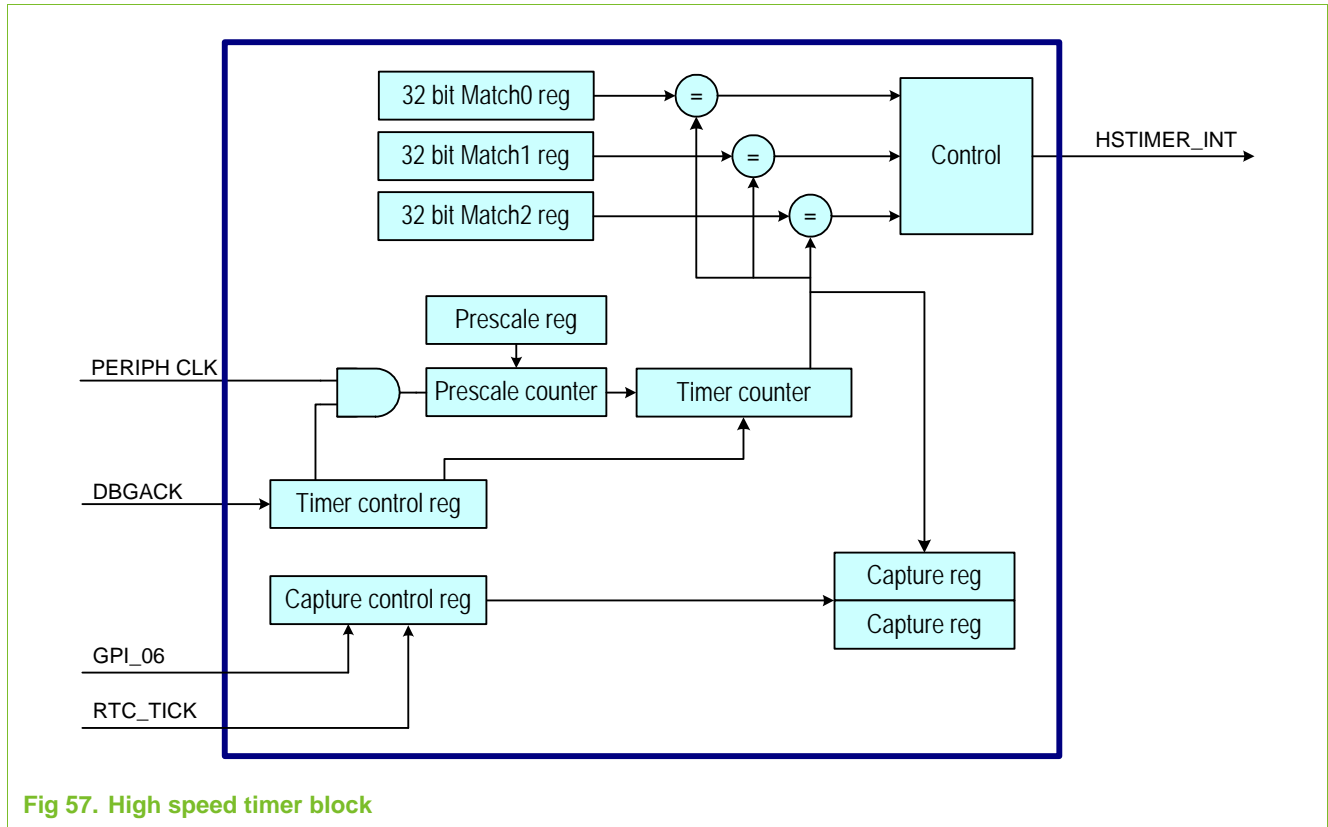 32 bit Match0 reg
=
32 bit Match1 reg
=
Control
HSTIMER_INT
32 bit Match2 reg
=
Prescale reg
PERIPH CLK
Prescale counter
Timer counter
DBGACK
Timer control reg
Capture reg
Capture control reg
Capture reg
GPI_06
RTC_TICK
Fig 57. High speed timer block